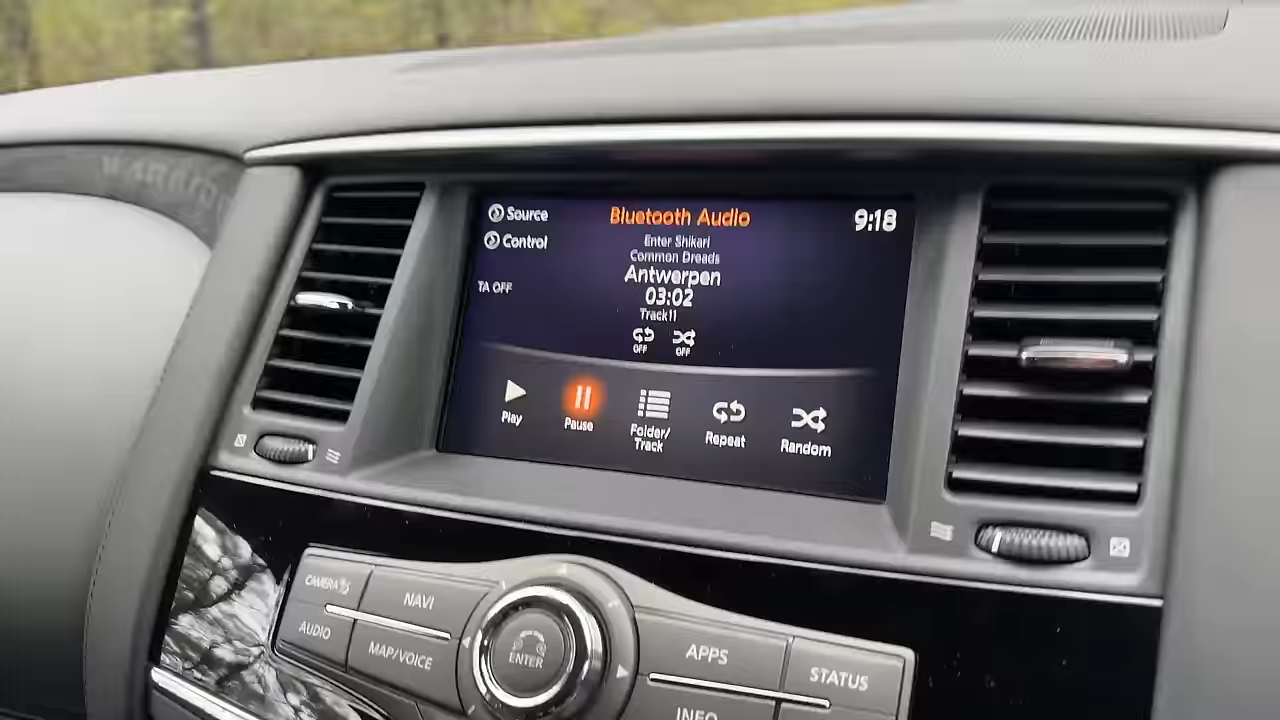 Source
Bluetooth Audio
9:18
Control
Enter Shikari
Common Dreads
TA OFF
Antwerpen
03:02
Track11
OFF OFF
Play
Pause
Folder/
Track
Repeat
Random
CAMERA
NAVI
AUDIO
MAP/VOICE
ENTER
APPS
STATUS
INFO